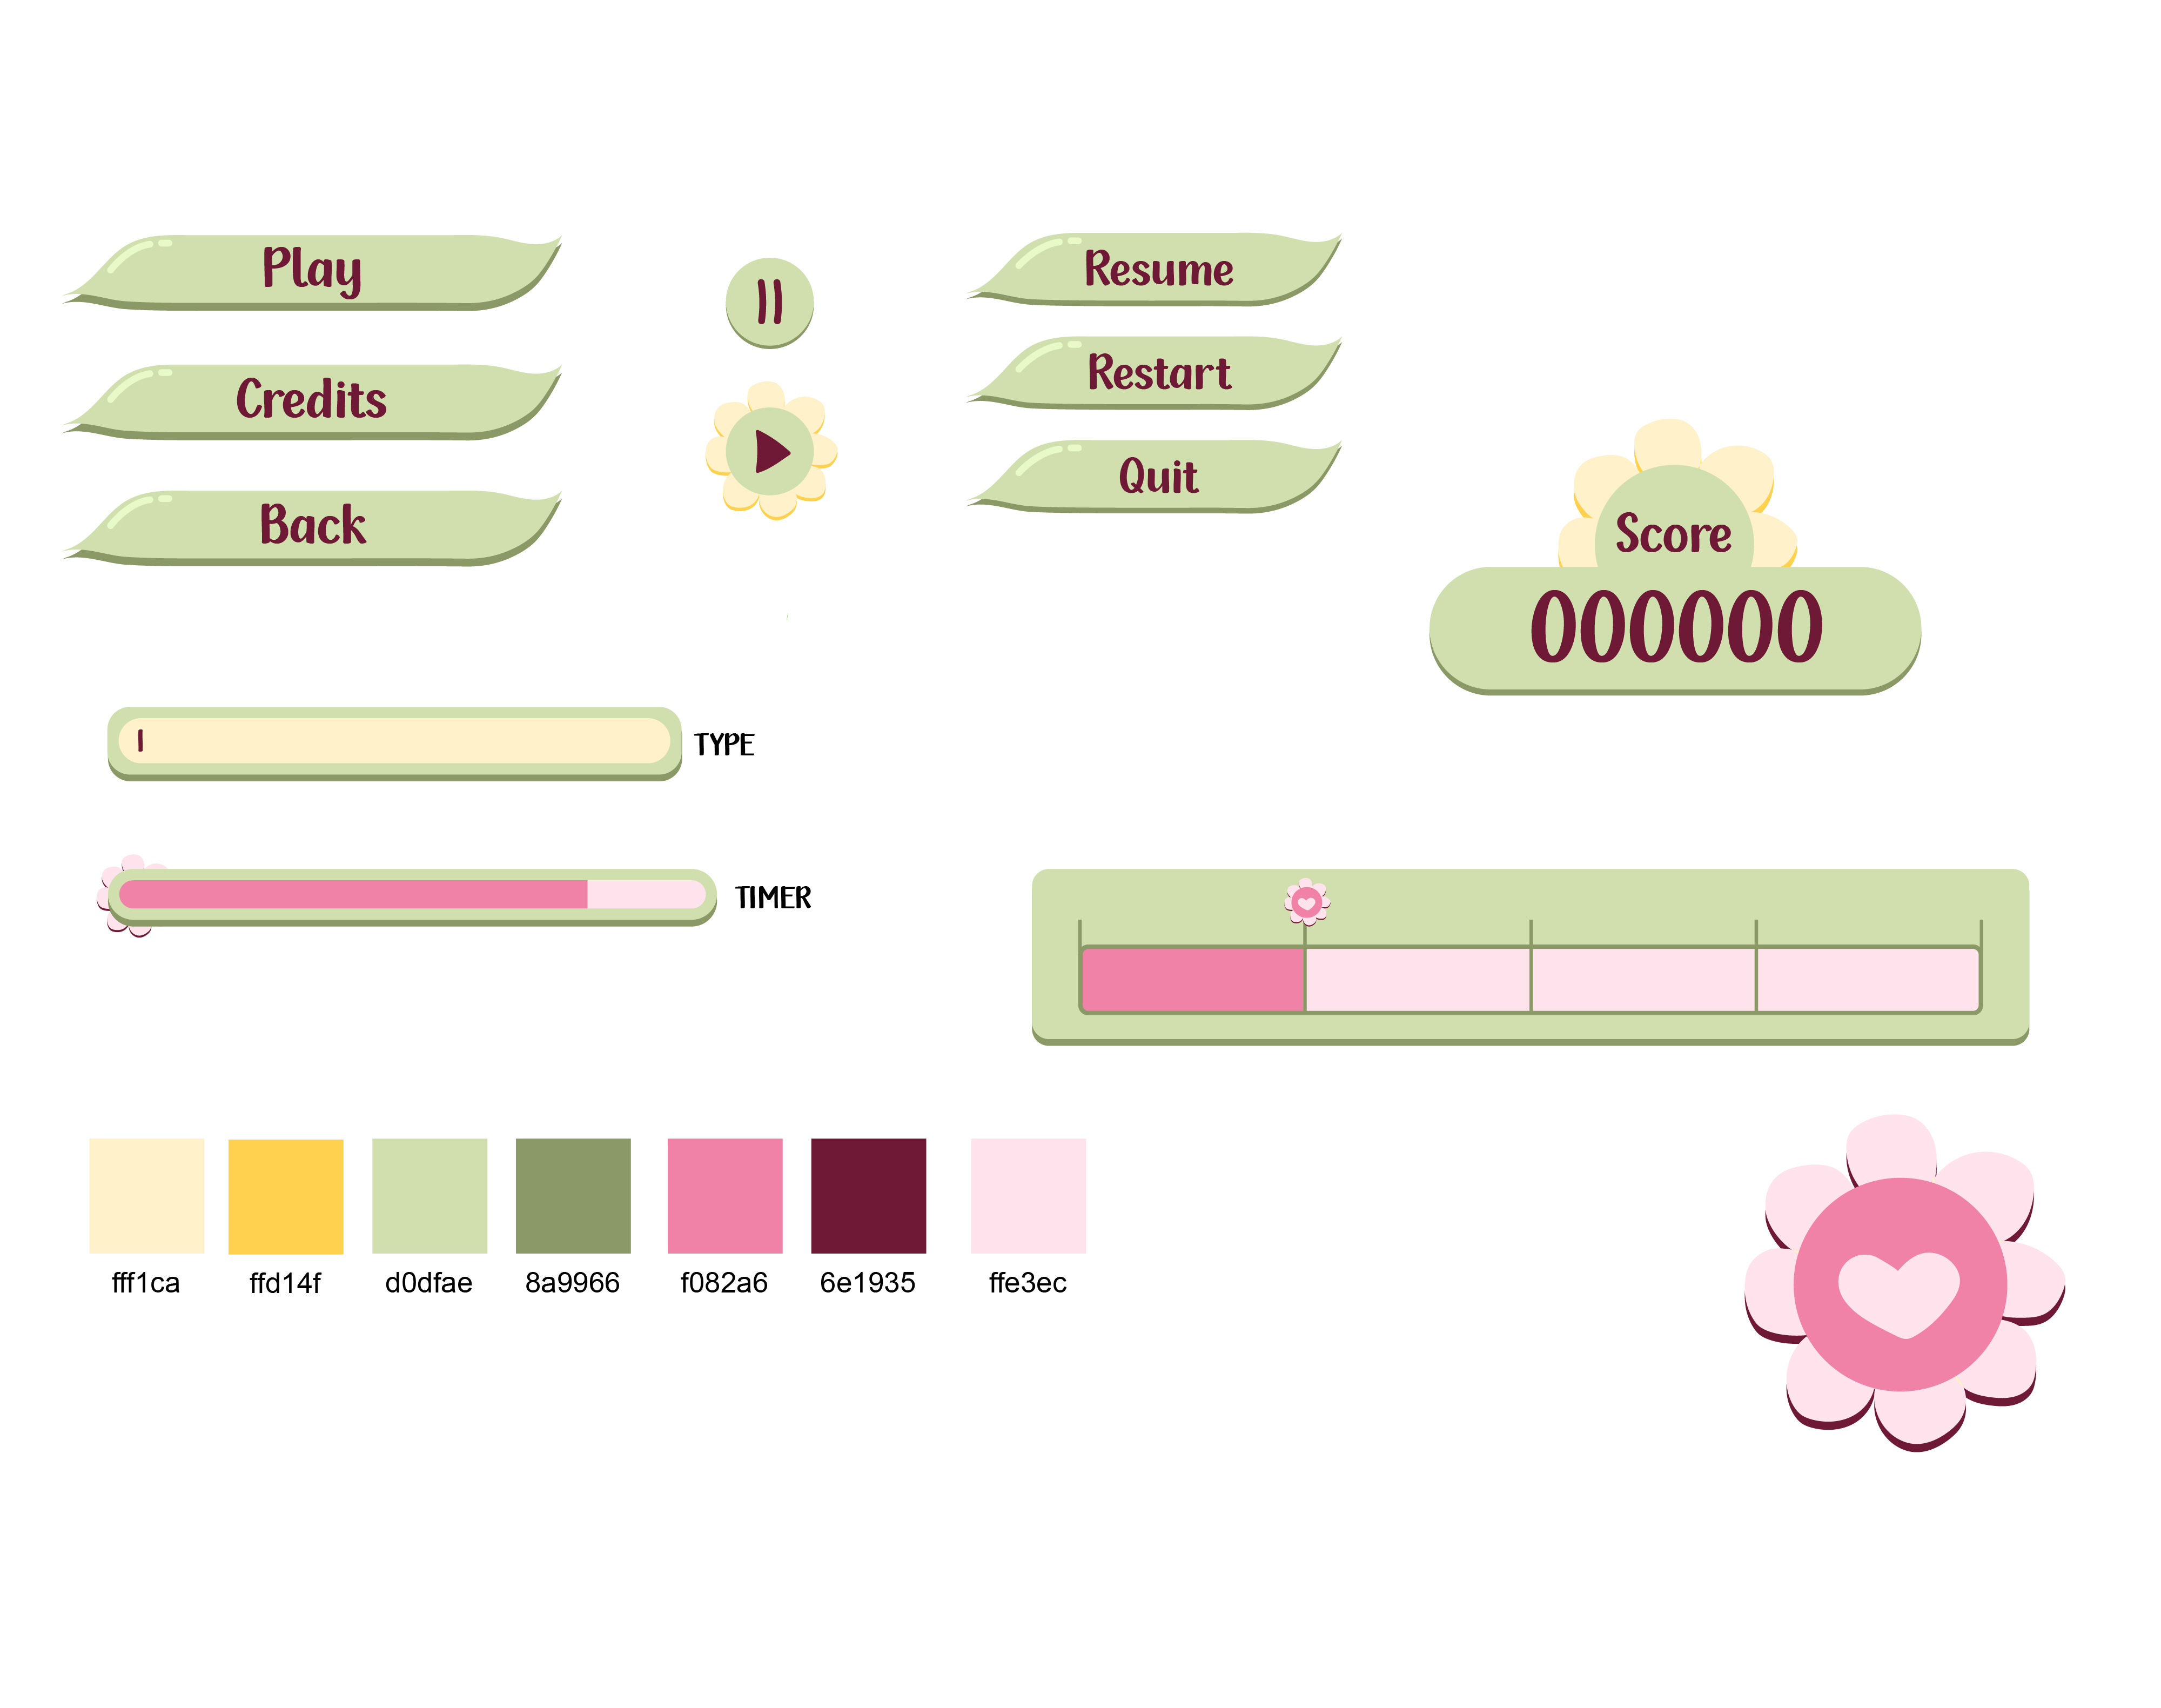 Play
Credits
Back
Resume
Restart
Quit
Score
000000
TYPE
TIMER
fff1ca
ffd14f
d0dfae
8a9966
f082a6
6e1935
ffe3ec